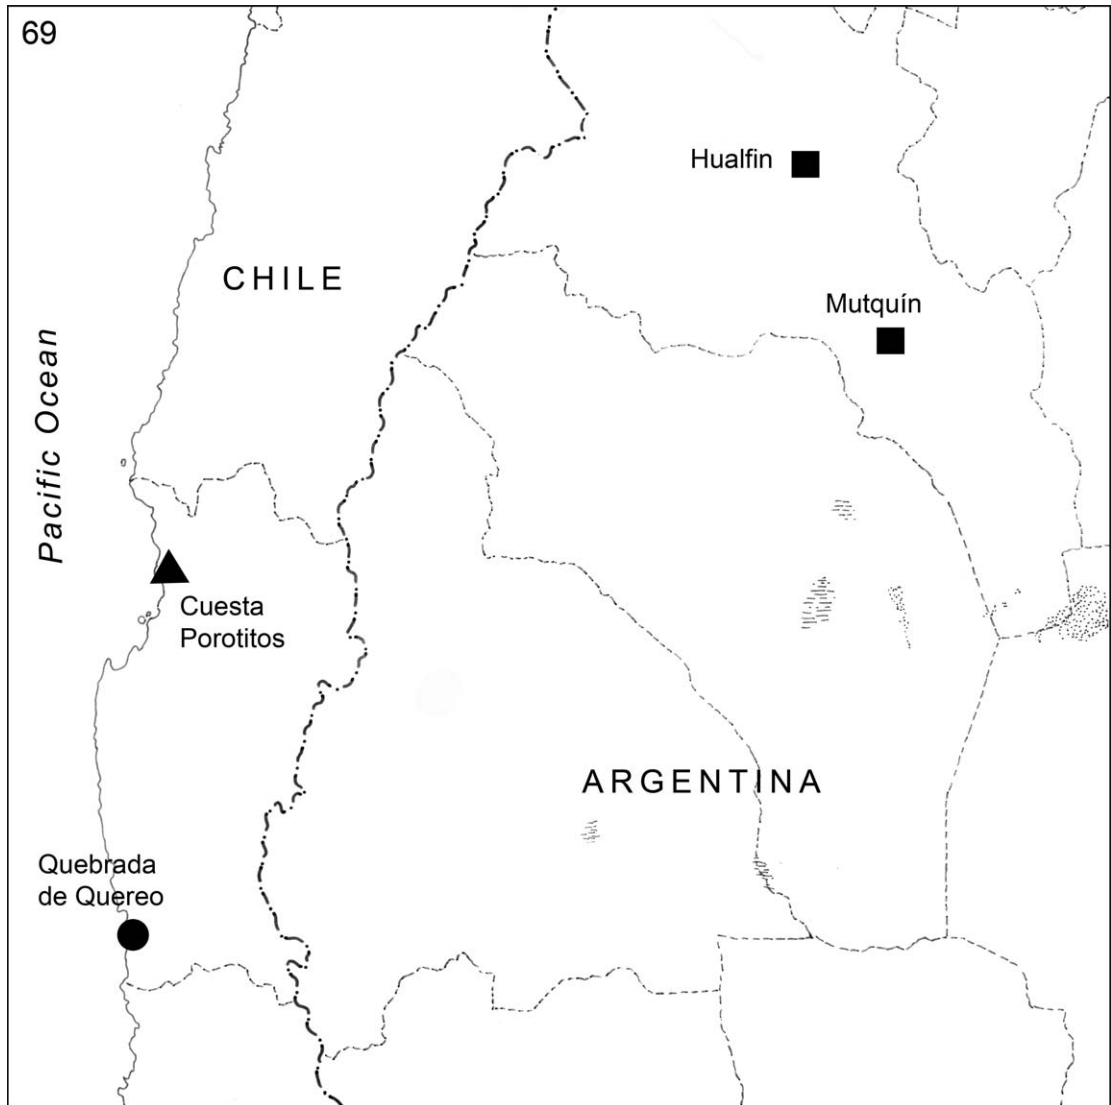 69
Hualfin
CHILE
Mutquín
Pacific Ocean
Cuesta
Porotitos
ARGENTINA
Quebrada
de Quereo